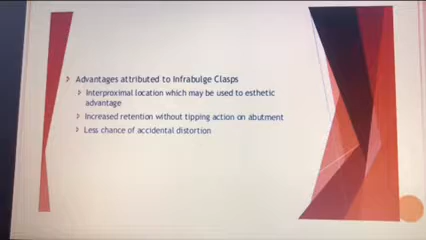 Advantages attributed to Infrabulge Clasps
Interproximal location which may be used to esthetic
advantage
Increased retention without tipping action on abutment
Less chance of accidental distortion